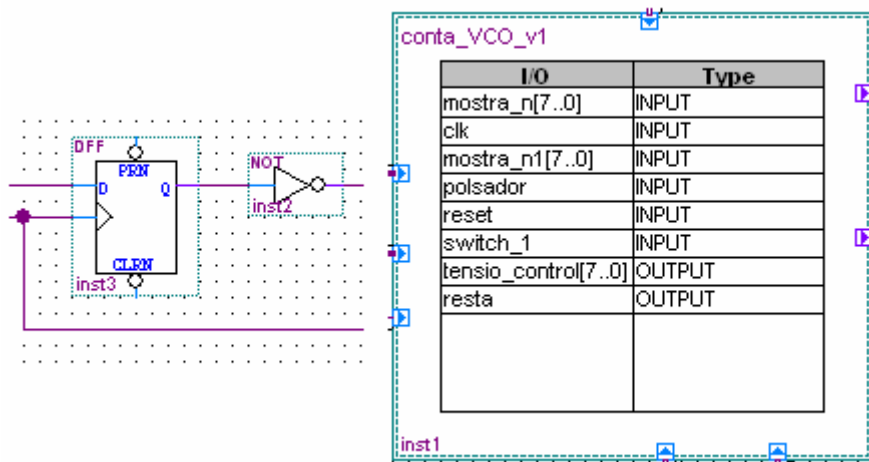 DFF
PRN
D Q
CLRN
inst3
NOT
inst2
conta_VCO_v1
I/O Type
mostra_n[7..0] INPUT
clk INPUT
mostra_n1[7..0] INPUT
polsador INPUT
reset INPUT
switch_1 INPUT
tensio_control[7..0] OUTPUT
resta OUTPUT
inst1